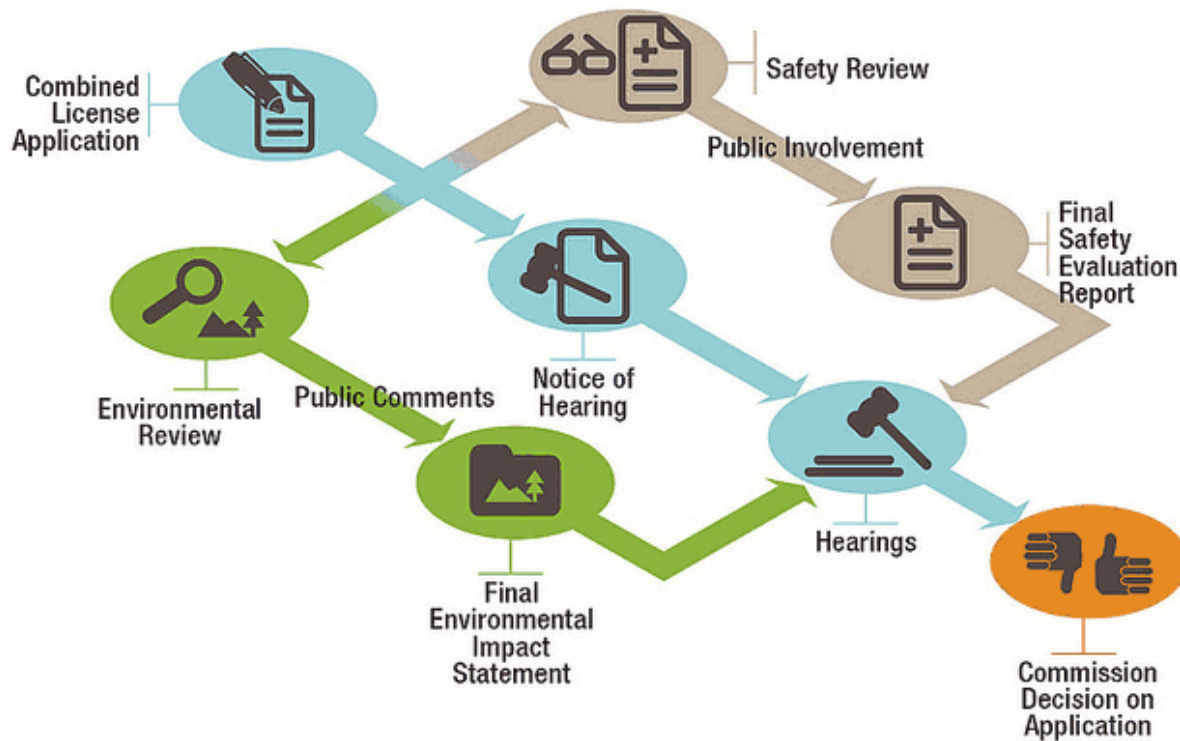 Combined
License
Application
Safety Review
Public Involvement
Final
Safety
Evaluation
Report
Environmental
Review
Public Comments
Notice of
Hearing
Final
Environmental
Impact
Statement
Hearings
Commission
Decision on
Application